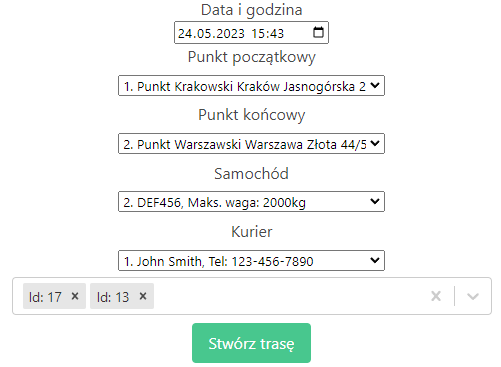 Data i godzina
24.05.2023 15:43
Punkt początkowy
1. Punkt Krakowski Kraków Jasnogórska 2
Punkt końcowy
2. Punkt Warszawski Warszawa Złota 44/5
Samochód
2. DEF456, Maks. waga: 2000kg
Kurier
1. John Smith, Tel: 123-456-7890
Id: 17 × Id: 13 ×
Stwórz trasę